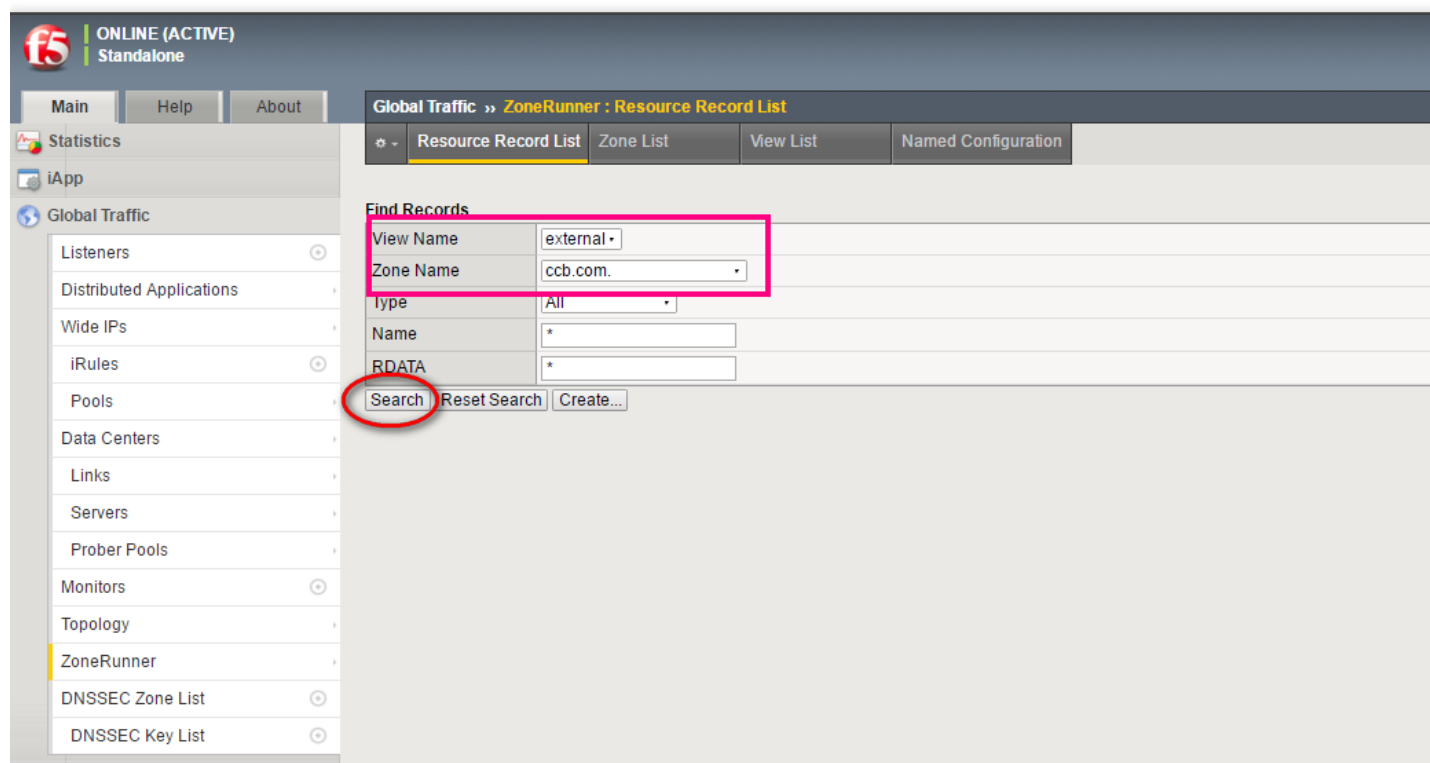 f5
ONLINE (ACTIVE)
Standalone
Main Help About
Global Traffic ›› ZoneRunner : Resource Record List
Resource Record List Zone List View List Named Configuration
Statistics
iApp
Global Traffic
Listeners
Distributed Applications
Wide IPs
iRules
Pools
Data Centers
Links
Servers
Prober Pools
Monitors
Topology
ZoneRunner
DNSSEC Zone List
DNSSEC Key List
Find Records
View Name external
Zone Name ccb.com.
Type All
Name *
RDATA *
Search Reset Search Create...